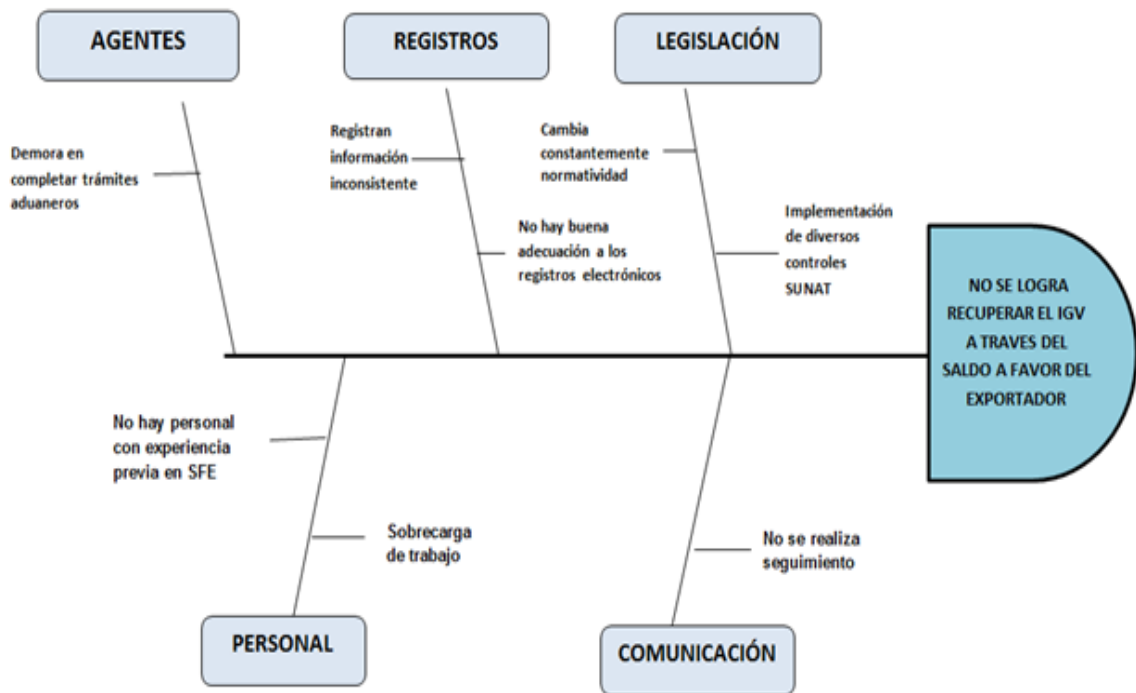 AGENTES
REGISTROS
LEGISLACIÓN
Demora en
completar trámites
aduaneros
Registran
información
inconsistente
No hay buena
adecuación a los
registros electrónicos
Cambia
constantemente
normatividad
Implementación
de diversos
controles
SUNAT
NO SE LOGRA
RECUPERAR EL IGV
A TRAVES DEL
SALDO A FAVOR DEL
EXPORTADOR
No hay personal
con experiencia
previa en SFE
Sobrecarga
de trabajo
No se realiza
seguimiento
PERSONAL
COMUNICACIÓN